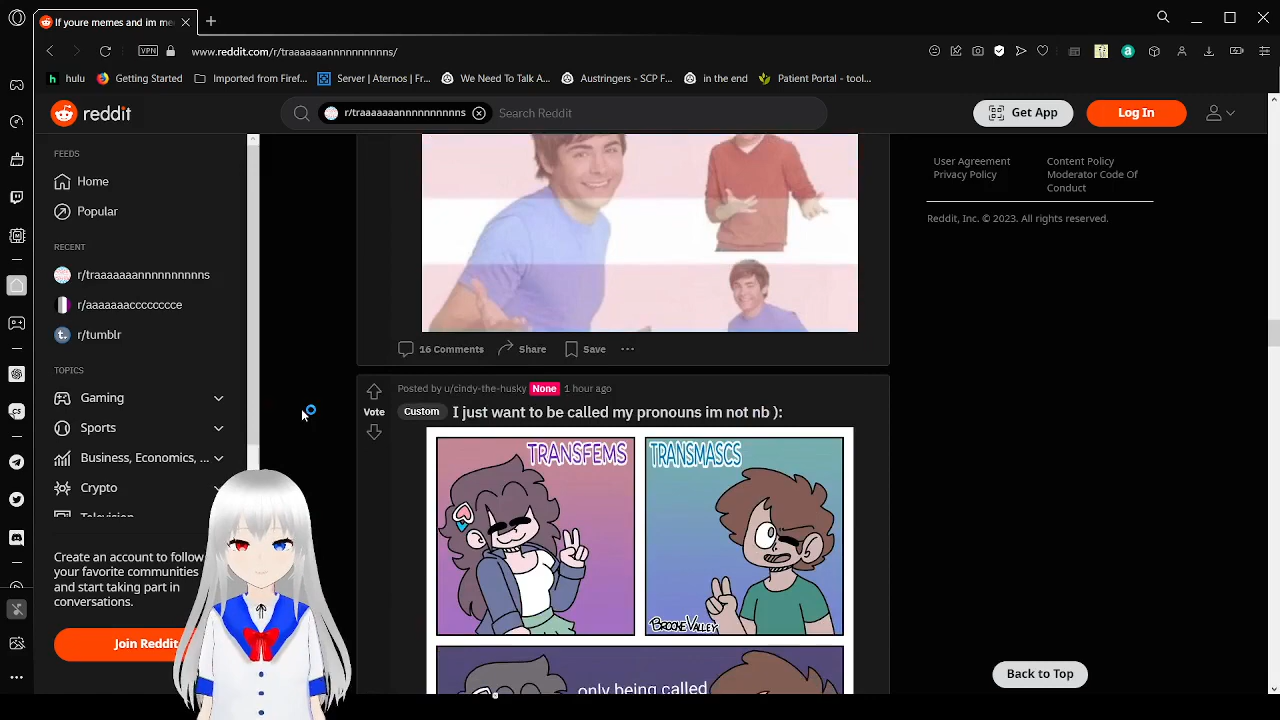 If youre memes and im me
www.reddit.com/r/traaaaaaannnnnnnnnns/
VPN
hulu
Getting Started
Imported from Firef...
Server | Aternos | Fr...
We Need To Talk A...
Austringers - SCP F...
in the end
Patient Portal - tool...
reddit
r/traaaaaaannnnnnnnnns
Search Reddit
Get App
Log In
FEEDS
Home
Popular
RECENT
r/traaaaaaannnnnnnnnns
r/aaaaaaacccccccce
r/tumblr
TOPICS
Gaming
Sports
Business, Economics, ...
Crypto
Television
Create an account to follow
your favorite communities
and start taking part in
conversations.
Join Reddit
16 Comments
Share
Save
Posted by u/cindy-the-husky None 1 hour ago
Vote
Custom I just want to be called my pronouns im not nb ):
TRANSFEMS
TRANSMASCS
BROOKEVALLEY
only being called
User Agreement
Privacy Policy
Content Policy
Moderator Code Of
Conduct
Reddit, Inc. © 2023. All rights reserved.
Back to Top